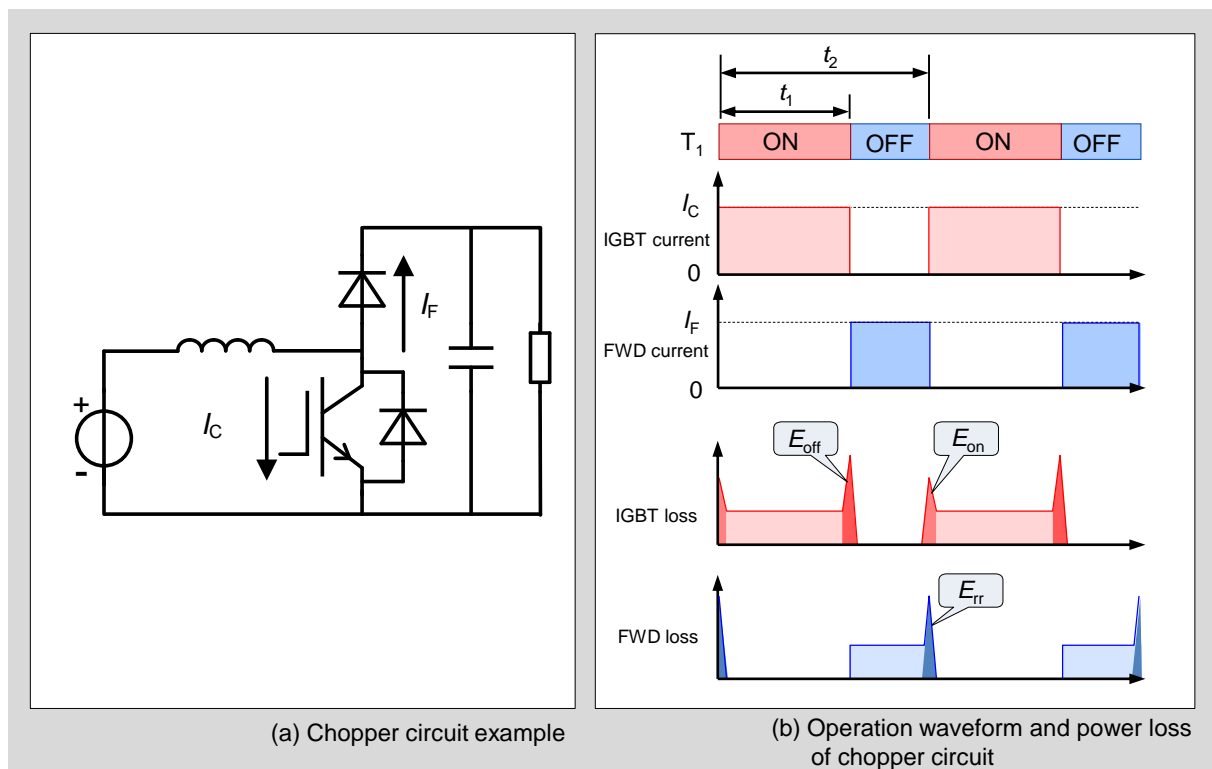 +
-
I_C
I_F
(a) Chopper circuit example
t_2
t_1
T_1
ON OFF ON OFF
I_C
IGBT current
0
I_F
FWD current
0
E_off
E_on
IGBT loss
E_rr
FWD loss
(b) Operation waveform and power loss
of chopper circuit